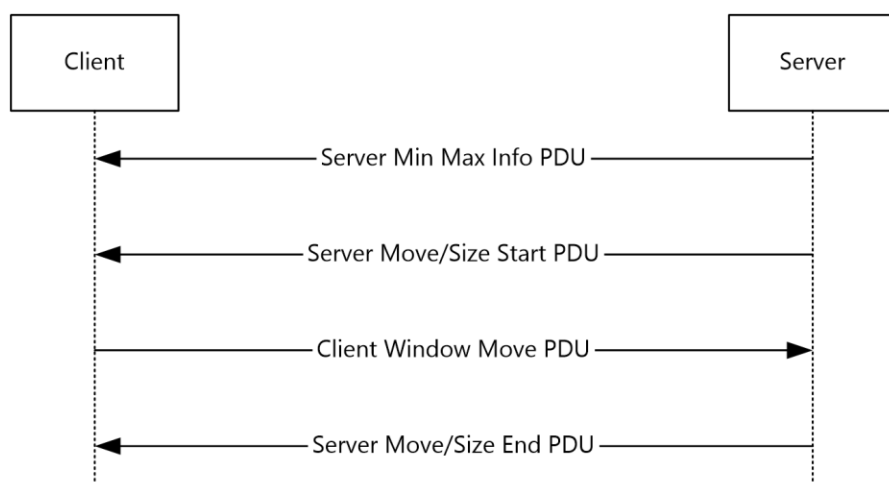 Client
Server
Server Min Max Info PDU
Server Move/Size Start PDU
Client Window Move PDU
Server Move/Size End PDU